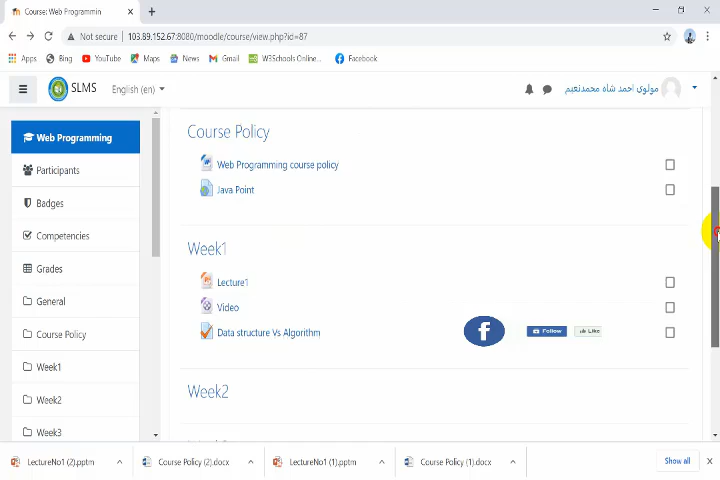 Course: Web Programmin
Not secure | 103.89.152.67:8080/moodle/course/view.php?id=87
Apps Bing YouTube Maps News Gmail W3Schools Online... Facebook
SLMS English (en) مولوی احمد شاه محمدنعیم
Web Programming
Participants
Badges
Competencies
Grades
General
Course Policy
Week1
Week2
Week3
Course Policy
Web Programming course policy
Java Point
Week1
Lecture1
Video
Data structure Vs Algorithm
f Follow Like
Week2
LectureNo1 (2).pptm Course Policy (2).docx LectureNo1 (1).pptm Course Policy (1).docx Show all